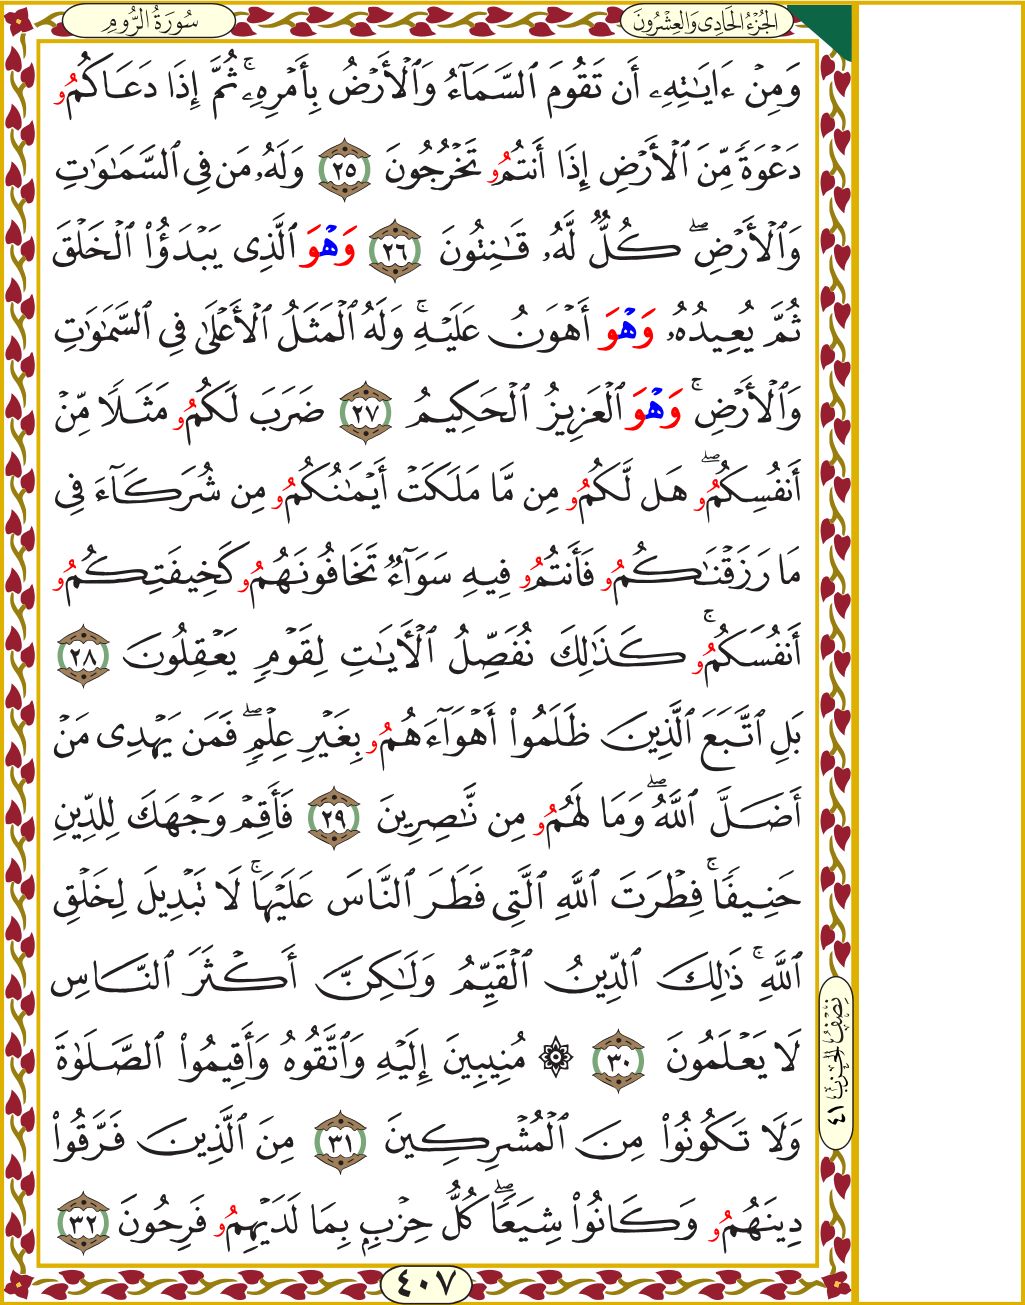 سُورَةُ الرُّومِ
الجُزْءُ الحَادِي وَالعِشْرُونَ
وَمِنْ ءَايَٰتِهِۦٓ أَن تَقُومَ ٱلسَّمَآءُ وَٱلْأَرْضُ بِأَمْرِهِۦۚ ثُمَّ إِذَا دَعَاكُمُۥ
دَعْوَةً مِّنَ ٱلْأَرْضِ إِذَا أَنتُمُۥ تَخْرُجُونَ ٢٥ وَلَهُۥ مَن فِي ٱلسَّمَٰوَٰتِ
وَٱلْأَرْضِۖ كُلٌّ لَّهُۥ قَٰنِتُونَ ٢٦ وَهْوَ ٱلَّذِي يَبْدَؤُا۟ ٱلْخَلْقَ
ثُمَّ يُعِيدُهُۥ وَهْوَ أَهْوَنُ عَلَيْهِۚ وَلَهُ ٱلْمَثَلُ ٱلْأَعْلَىٰ فِي ٱلسَّمَٰوَٰتِ
وَٱلْأَرْضِۚ وَهْوَ ٱلْعَزِيزُ ٱلْحَكِيمُ ٢٧ ضَرَبَ لَكُمُۥ مَثَلًا مِّنْ
أَنفُسِكُمُۥۖ هَل لَّكُمُۥ مِن مَّا مَلَكَتْ أَيْمَٰنُكُمُۥ مِن شُرَكَآءَ فِي
مَا رَزَقْنَٰكُمُۥ فَأَنتُمُۥ فِيهِ سَوَآءٌ تَخَافُونَهُمُۥ كَخِيفَتِكُمُۥ
أَنفُسَكُمُۥۚ كَذَٰلِكَ نُفَصِّلُ ٱلْأٓيَٰتِ لِقَوْمٍ يَعْقِلُونَ ٢٨
بَلِ ٱتَّبَعَ ٱلَّذِينَ ظَلَمُوا۟ أَهْوَآءَهُمُۥ بِغَيْرِ عِلْمٍۖ فَمَن يَهْدِي مَنْ
أَضَلَّ ٱللَّهُۖ وَمَا لَهُمُۥ مِن نَّٰصِرِينَ ٢٩ فَأَقِمْ وَجْهَكَ لِلدِّينِ
حَنِيفًاۚ فِطْرَتَ ٱللَّهِ ٱلَّتِي فَطَرَ ٱلنَّاسَ عَلَيْهَاۚ لَا تَبْدِيلَ لِخَلْقِ
ٱللَّهِۚ ذَٰلِكَ ٱلدِّينُ ٱلْقَيِّمُ وَلَٰكِنَّ أَكْثَرَ ٱلنَّاسِ
لَا يَعْلَمُونَ ٣٠ ۞ مُنِيبِينَ إِلَيْهِ وَٱتَّقُوهُ وَأَقِيمُوا۟ ٱلصَّلَوٰةَ
وَلَا تَكُونُوا۟ مِنَ ٱلْمُشْرِكِينَ ٣١ مِنَ ٱلَّذِينَ فَرَّقُوا۟
دِينَهُمُۥ وَكَانُوا۟ شِيَعًاۖ كُلُّ حِزْبٍ بِمَا لَدَيْهِمُۥ فَرِحُونَ ٣٢
نِصْفُ الحِزْبِ ٤١
٤٠٧